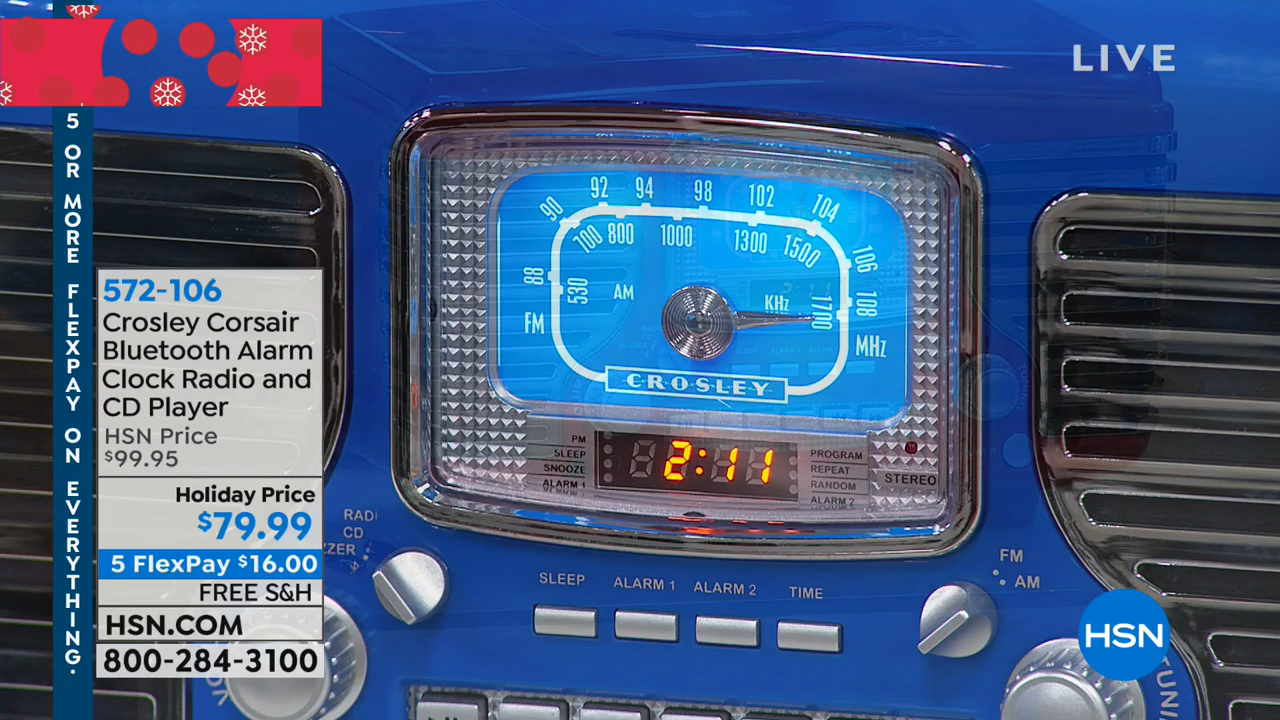 LIVE
5 OR MORE FLEXPAY ON EVERYTHING.
572-106
Crosley Corsair
Bluetooth Alarm
Clock Radio and
CD Player
HSN Price
$99.95
Holiday Price
$79.99
5 FlexPay $16.00
FREE S&H
HSN.COM
800-284-3100
88 90 92 94 98 102 104 106 108
530 700 800 1000 1300 1500 1700
AM KHz
FM MHz
CROSLEY
PM
SLEEP
SNOOZE
ALARM 1
2:11
PROGRAM
REPEAT
RANDOM
ALARM 2
STEREO
CD
SLEEP ALARM 1 ALARM 2 TIME
FM
AM
HSN